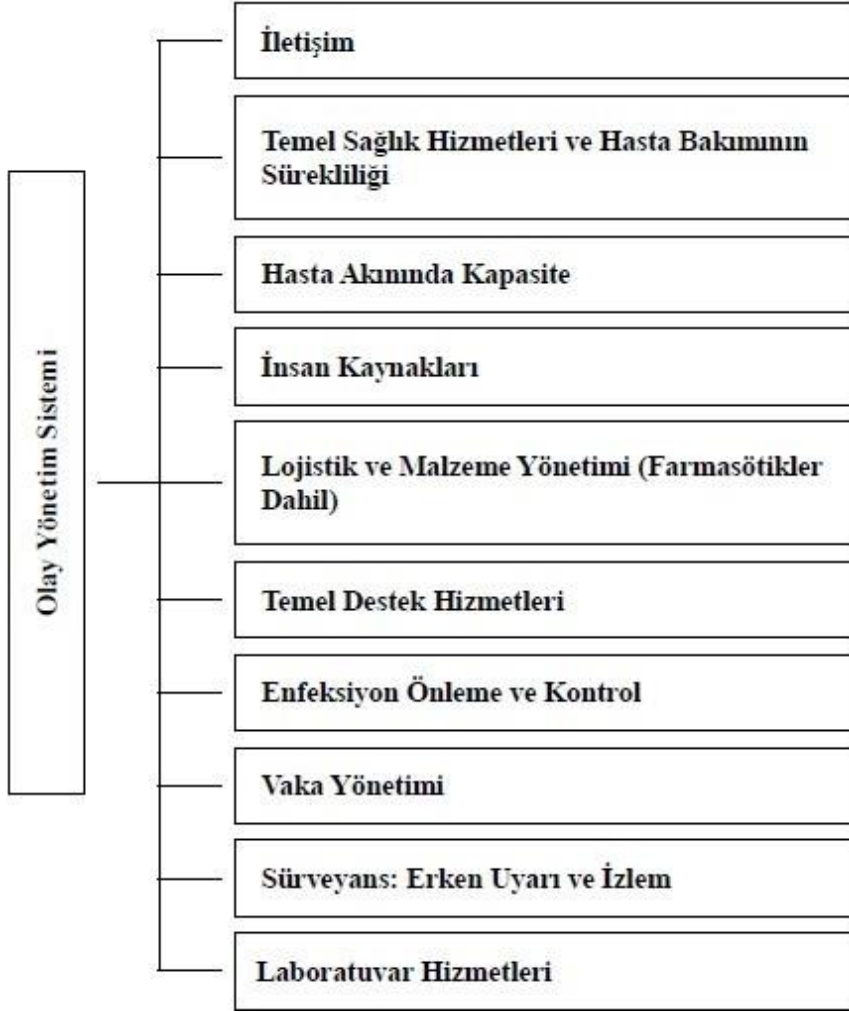 Olay Yönetim Sistemi
İletişim
Temel Sağlık Hizmetleri ve Hasta Bakımının
Sürekliliği
Hasta Akınında Kapasite
İnsan Kaynakları
Lojistik ve Malzeme Yönetimi (Farmasötikler
Dahil)
Temel Destek Hizmetleri
Enfeksiyon Önleme ve Kontrol
Vaka Yönetimi
Sürveyans: Erken Uyarı ve İzlem
Laboratuvar Hizmetleri